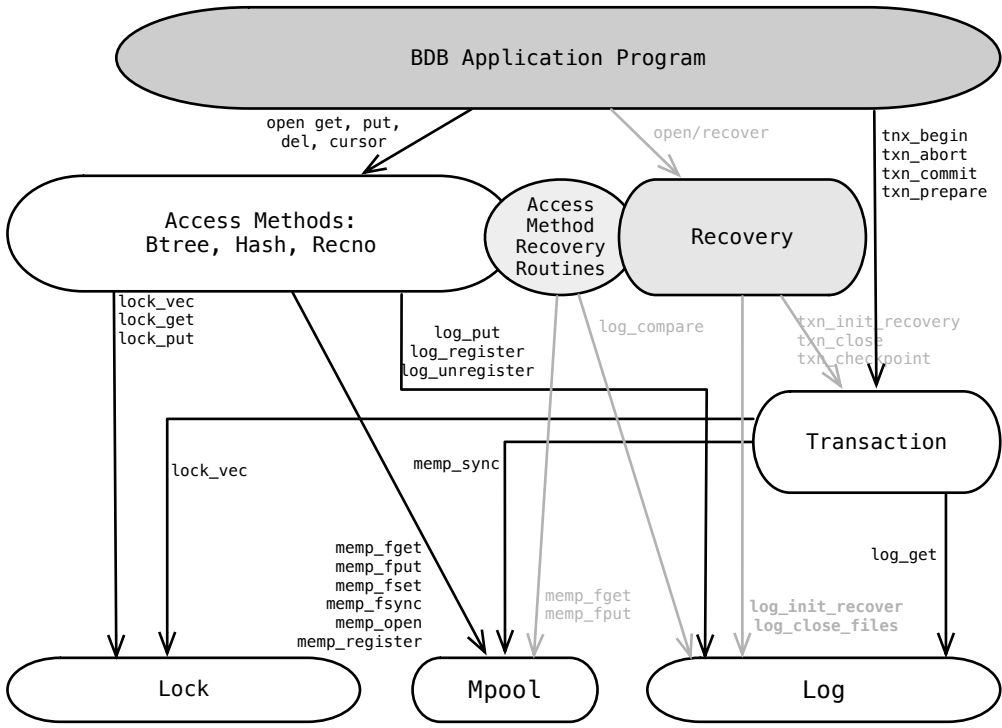 BDB Application Program
open get, put,
del, cursor
open/recover
tnx_begin
txn_abort
txn_commit
txn_prepare
Access Methods:
Btree, Hash, Recno
Access
Method
Recovery
Routines
Recovery
lock_vec
lock_get
lock_put
log_put
log_register
log_unregister
log_compare
txn_init_recovery
txn_close
txn_checkpoint
Transaction
lock_vec
memp_sync
log_get
memp_fget
memp_fput
memp_fset
memp_fsync
memp_open
memp_register
memp_fget
memp_fput
log_init_recover
log_close_files
Lock
Mpool
Log